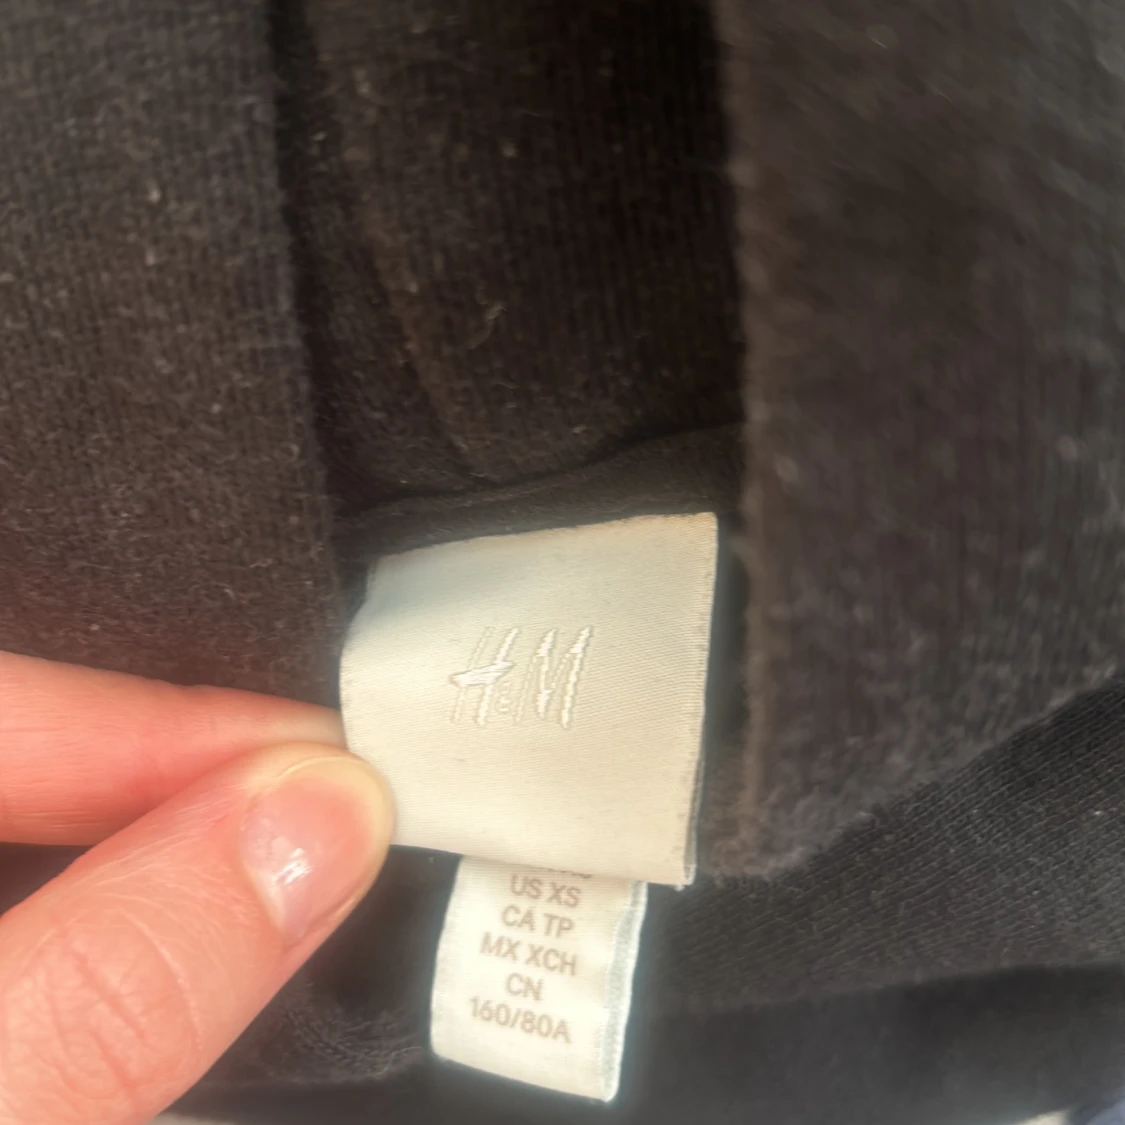 H&M
US XS
CA TP
MX XCH
CN
160/80A